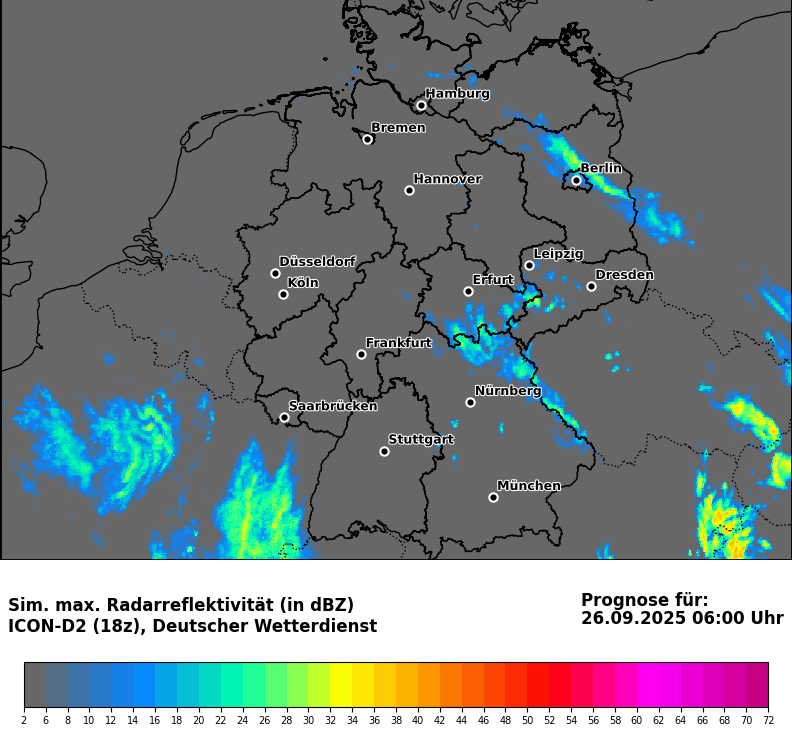 Hamburg
Bremen
Berlin
Hannover
Düsseldorf
Leipzig
Köln
Erfurt
Dresden
Frankfurt
Nürnberg
Saarbrücken
Stuttgart
München
Sim. max. Radarreflektivität (in dBZ)
ICON-D2 (18z), Deutscher Wetterdienst
Prognose für:
26.09.2025 06:00 Uhr
2 6 8 10 12 14 16 18 20 22 24 26 28 30 32 34 36 38 40 42 44 46 48 50 52 54 56 58 60 62 64 66 68 70 72